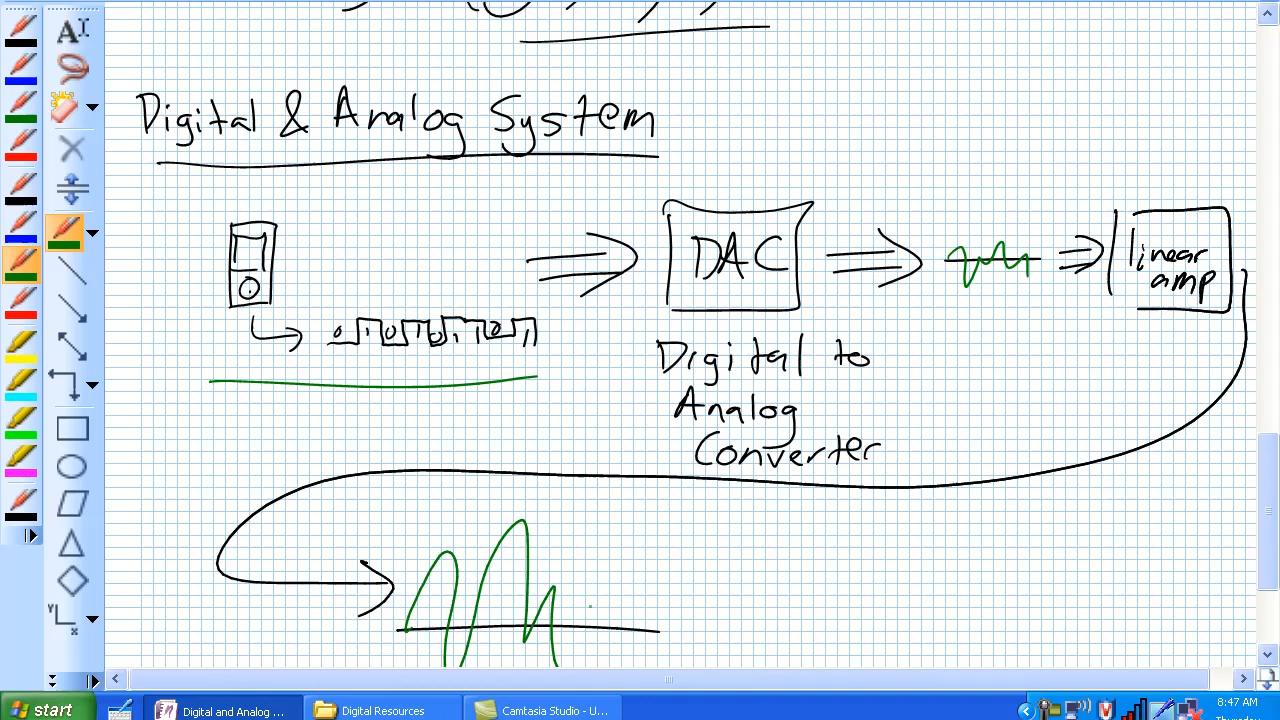 Digital & Analog System
DAC
linear
amp
Digital to
Analog
Converter
A
start
Digital and Analog ...
Digital Resources
Camtasia Studio - U...
8:47 AM
Thursday